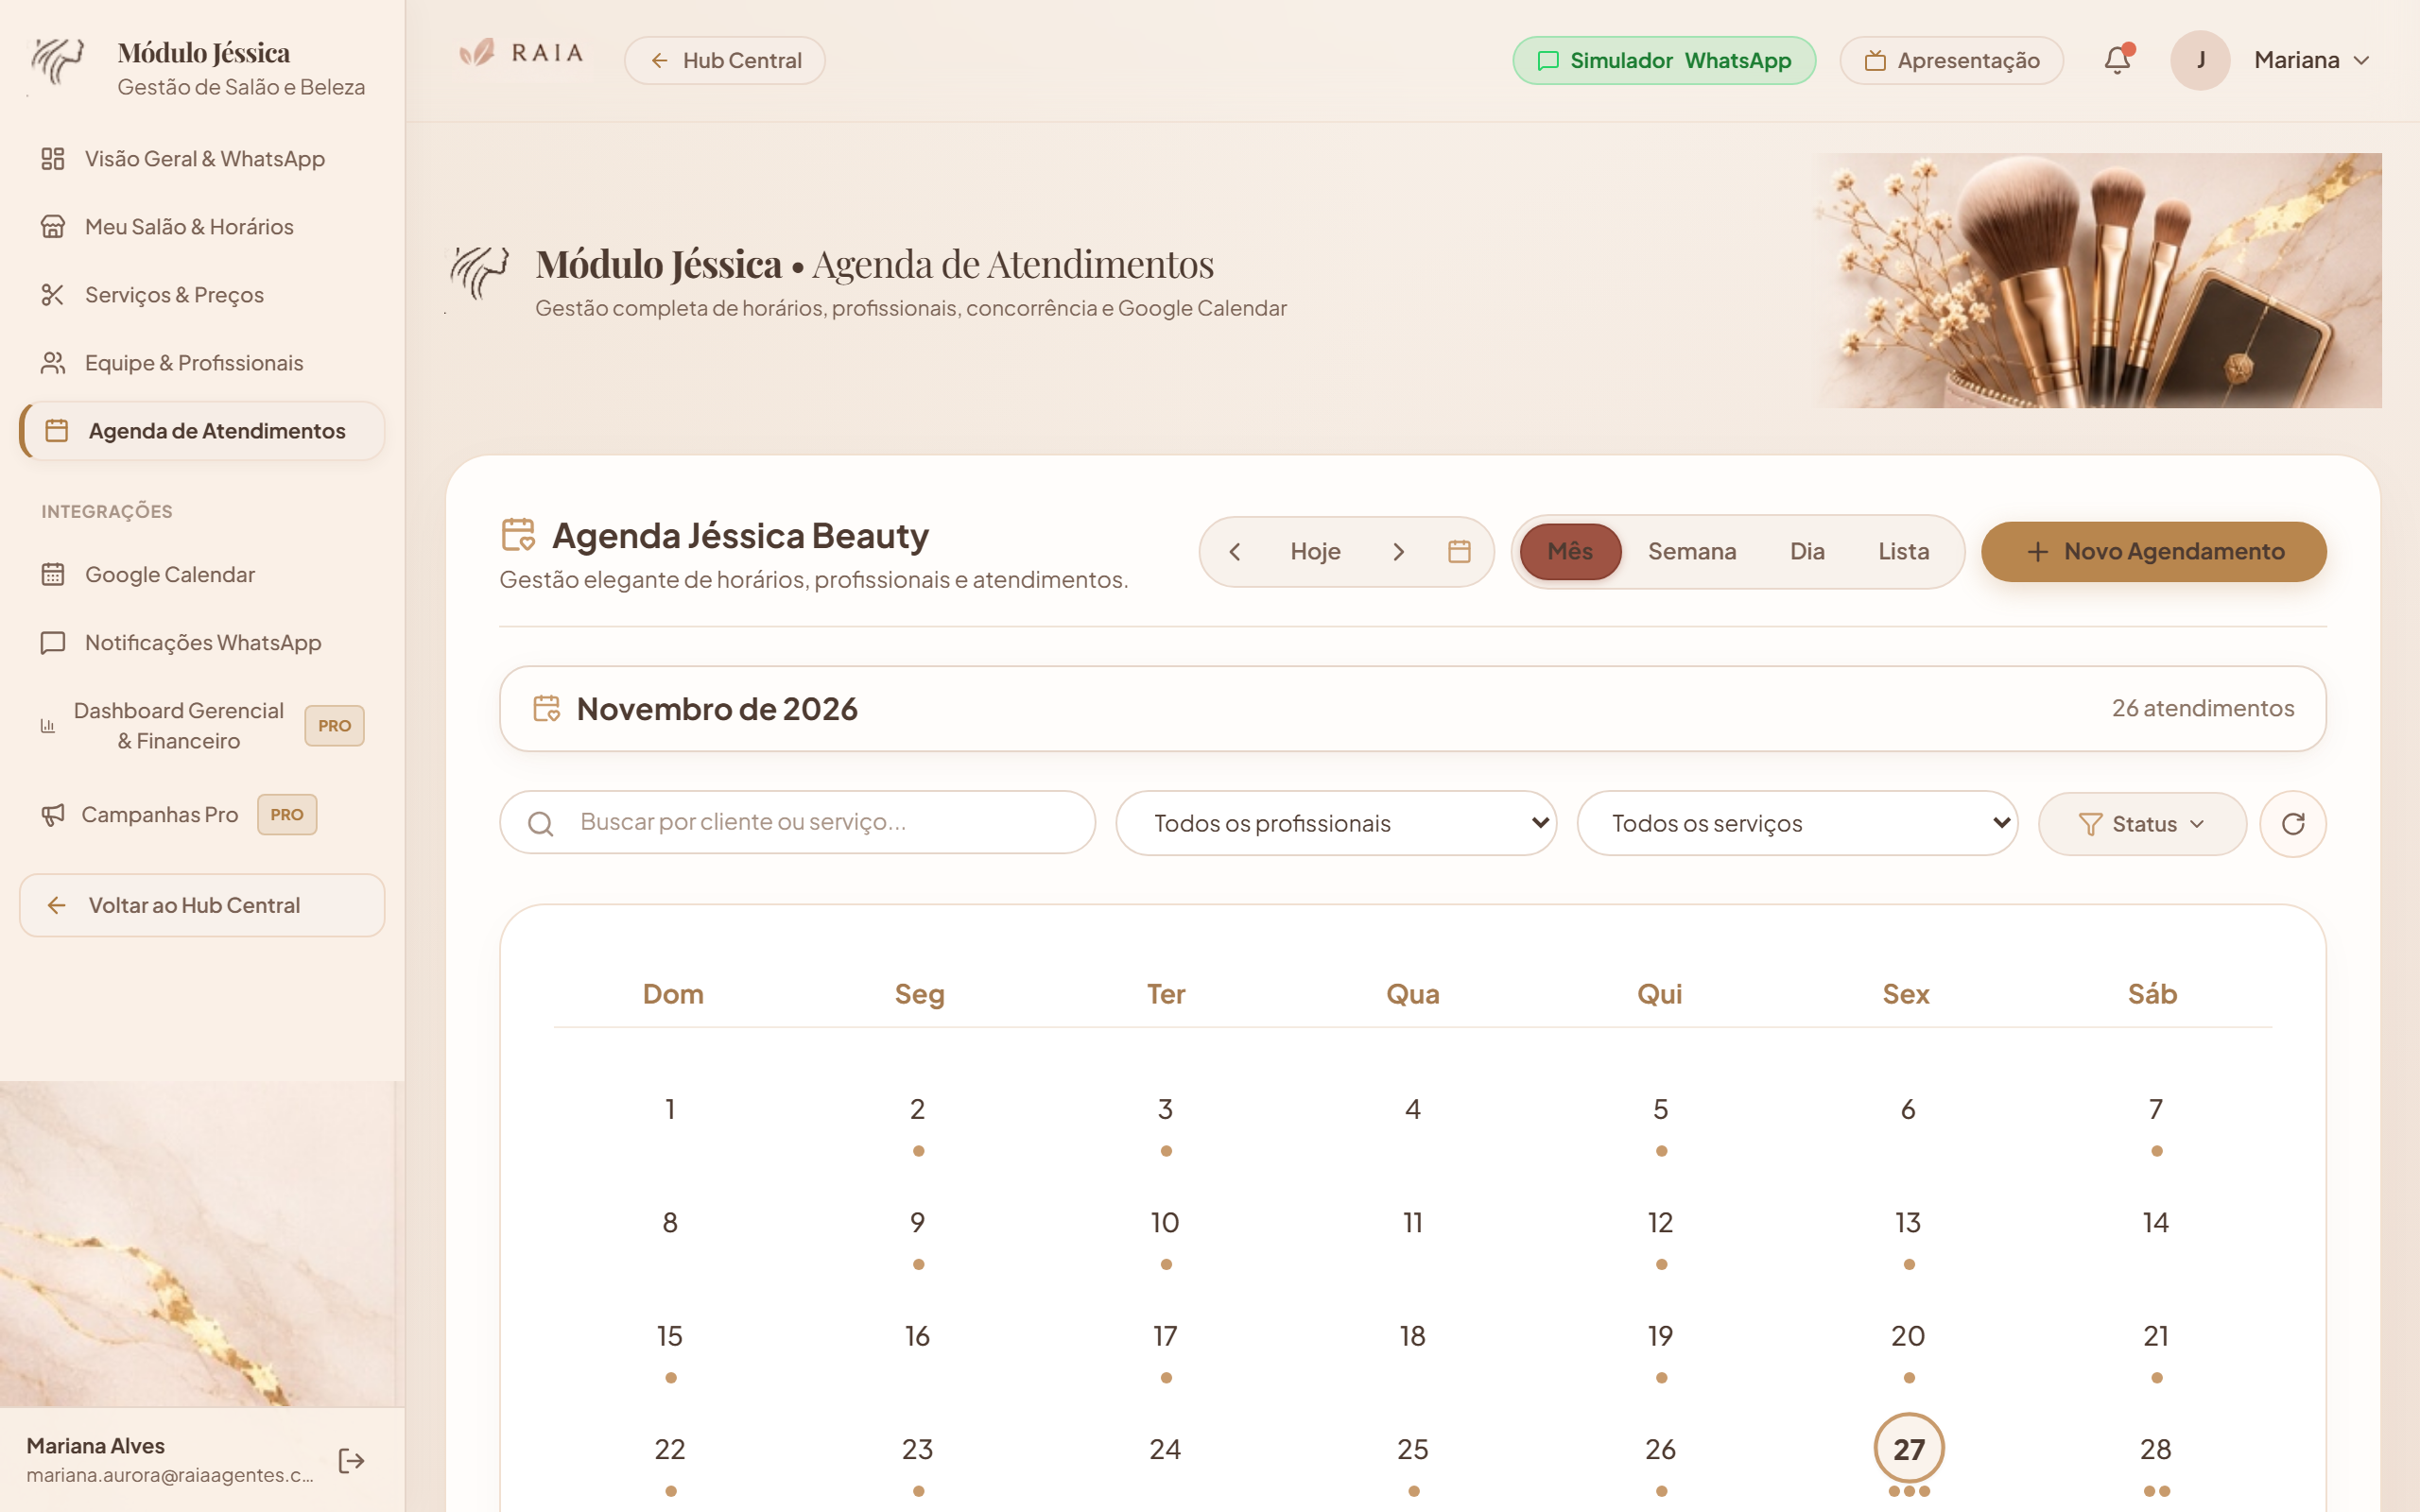 Módulo Jéssica
Gestão de Salão e Beleza
Visão Geral & WhatsApp
Meu Salão & Horários
Serviços & Preços
Equipe & Profissionais
Agenda de Atendimentos
INTEGRAÇÕES
Google Calendar
Notificações WhatsApp
Dashboard Gerencial
& Financeiro
PRO
Campanhas Pro PRO
Voltar ao Hub Central
Mariana Alves
mariana.aurora@raiaagentes.c...
RAIA
Hub Central
Simulador WhatsApp
Apresentação
J
Mariana
Módulo Jéssica • Agenda de Atendimentos
Gestão completa de horários, profissionais, concorrência e Google Calendar
Agenda Jéssica Beauty
Gestão elegante de horários, profissionais e atendimentos.
Hoje
Mês Semana Dia Lista
+ Novo Agendamento
Novembro de 2026
26 atendimentos
Buscar por cliente ou serviço...
Todos os profissionais
Todos os serviços
Status
Dom Seg Ter Qua Qui Sex Sáb
1 2 3 4 5 6 7
8 9 10 11 12 13 14
15 16 17 18 19 20 21
22 23 24 25 26 27 28